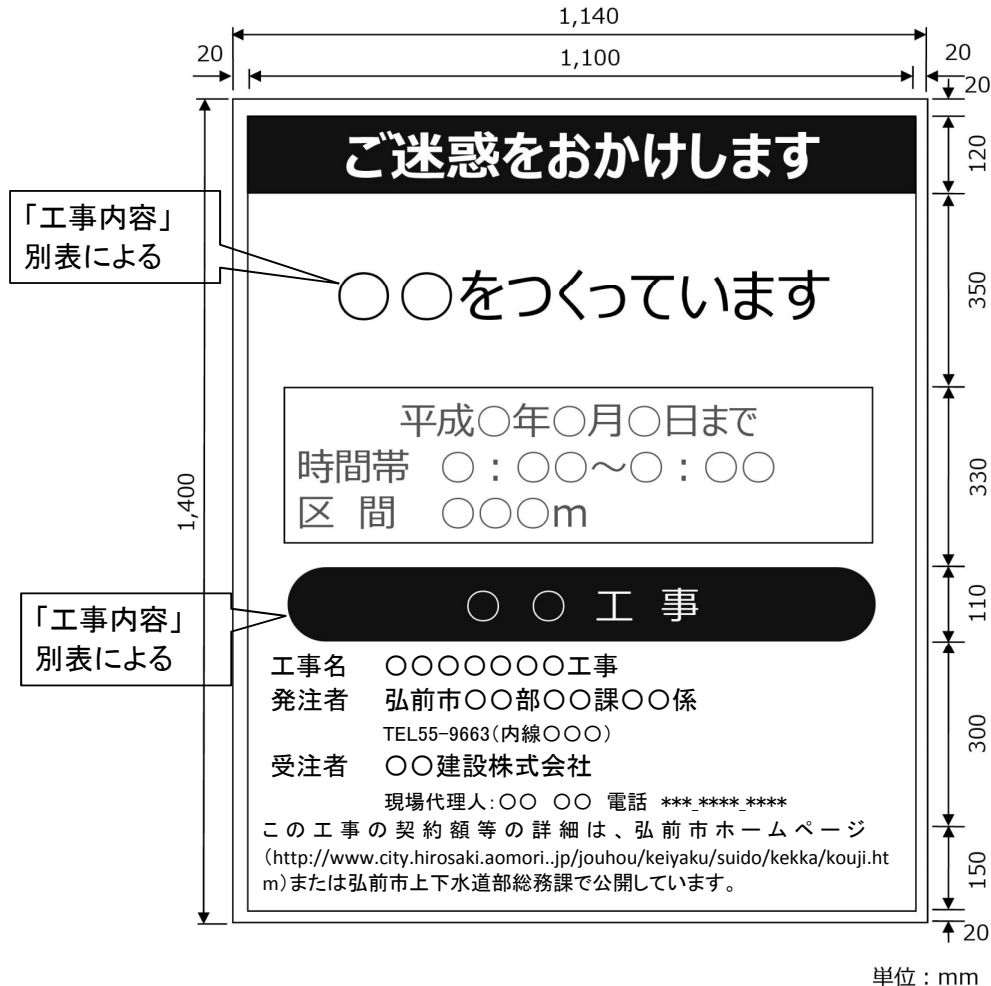 1,140
20
1,100
20
20
ご迷惑をおかけします
120
「工事内容」
別表による
○○をつくっています
350
平成○年○月○日まで
時間帯　○：○○～○：○○
区　間　○○○m
330
1,400
○　○　工　事
110
「工事内容」
別表による
工事名　○○○○○○○工事
発注者　弘前市○○部○○課○○係
TEL55-9663(内線○○○)
受注者　○○建設株式会社
現場代理人：○○　○○　電話　***_****_****
300
この工事の契約額等の詳細は、弘前市ホームページ
(http://www.city.hirosaki.aomori..jp/jouhou/keiyaku/suido/kekka/kouji.ht
m)または弘前市上下水道部総務課で公開しています。
150
20
単位：mm